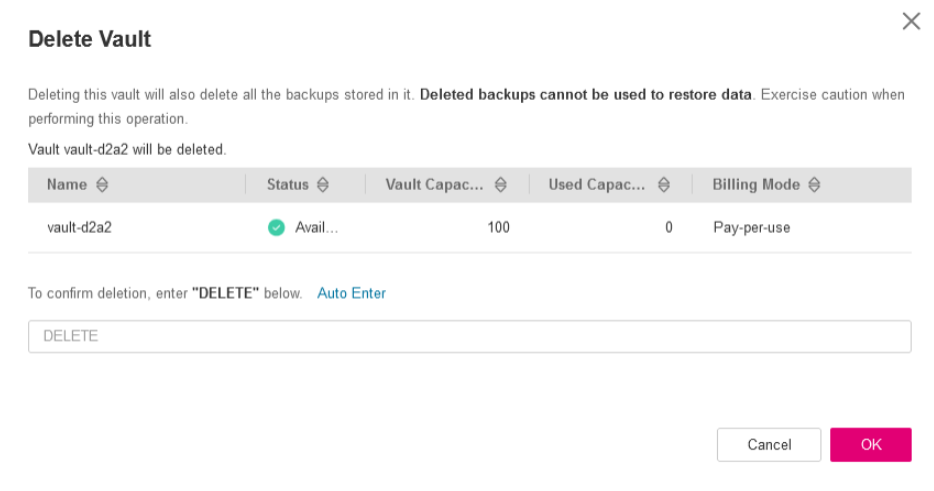 Delete Vault
Deleting this vault will also delete all the backups stored in it. Deleted backups cannot be used to restore data. Exercise caution when
performing this operation.
Vault vault-d2a2 will be deleted.
Name Status Vault Capac... Used Capac... Billing Mode
vault-d2a2 Avail... 100 0 Pay-per-use
To confirm deletion, enter "DELETE" below. Auto Enter
DELETE
Cancel OK